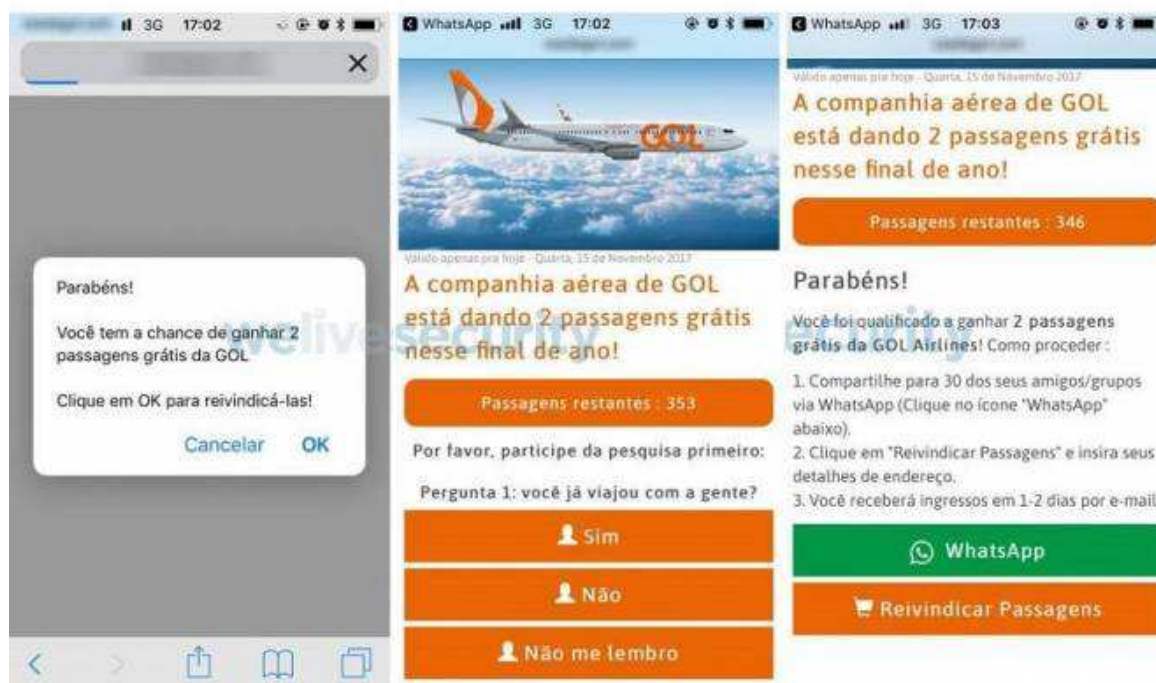 3G 17:02
Parabéns!
Você tem a chance de ganhar 2
passagens grátis da GOL
Clique em OK para reivindicá-las!
Cancelar OK
WhatsApp 3G 17:02
GOL
Válido apenas pra hoje - Quarta, 15 de Novembro 2017
A companhia aérea de GOL
está dando 2 passagens grátis
nesse final de ano!
Passagens restantes : 353
Por favor, participe da pesquisa primeiro:
Pergunta 1: você já viajou com a gente?
Sim
Não
Não me lembro
WhatsApp 3G 17:03
Válido apenas pra hoje - Quarta, 15 de Novembro 2017
A companhia aérea de GOL
está dando 2 passagens grátis
nesse final de ano!
Passagens restantes : 346
Parabéns!
Você foi qualificado a ganhar 2 passagens
grátis da GOL Airlines! Como proceder :
1. Compartilhe para 30 dos seus amigos/grupos
via WhatsApp (Clique no ícone "WhatsApp"
abaixo).
2. Clique em "Reivindicar Passagens" e insira seus
detalhes de endereço.
3. Você receberá ingressos em 1-2 dias por e-mail
WhatsApp
Reivindicar Passagens
welivesecurity
ecurity